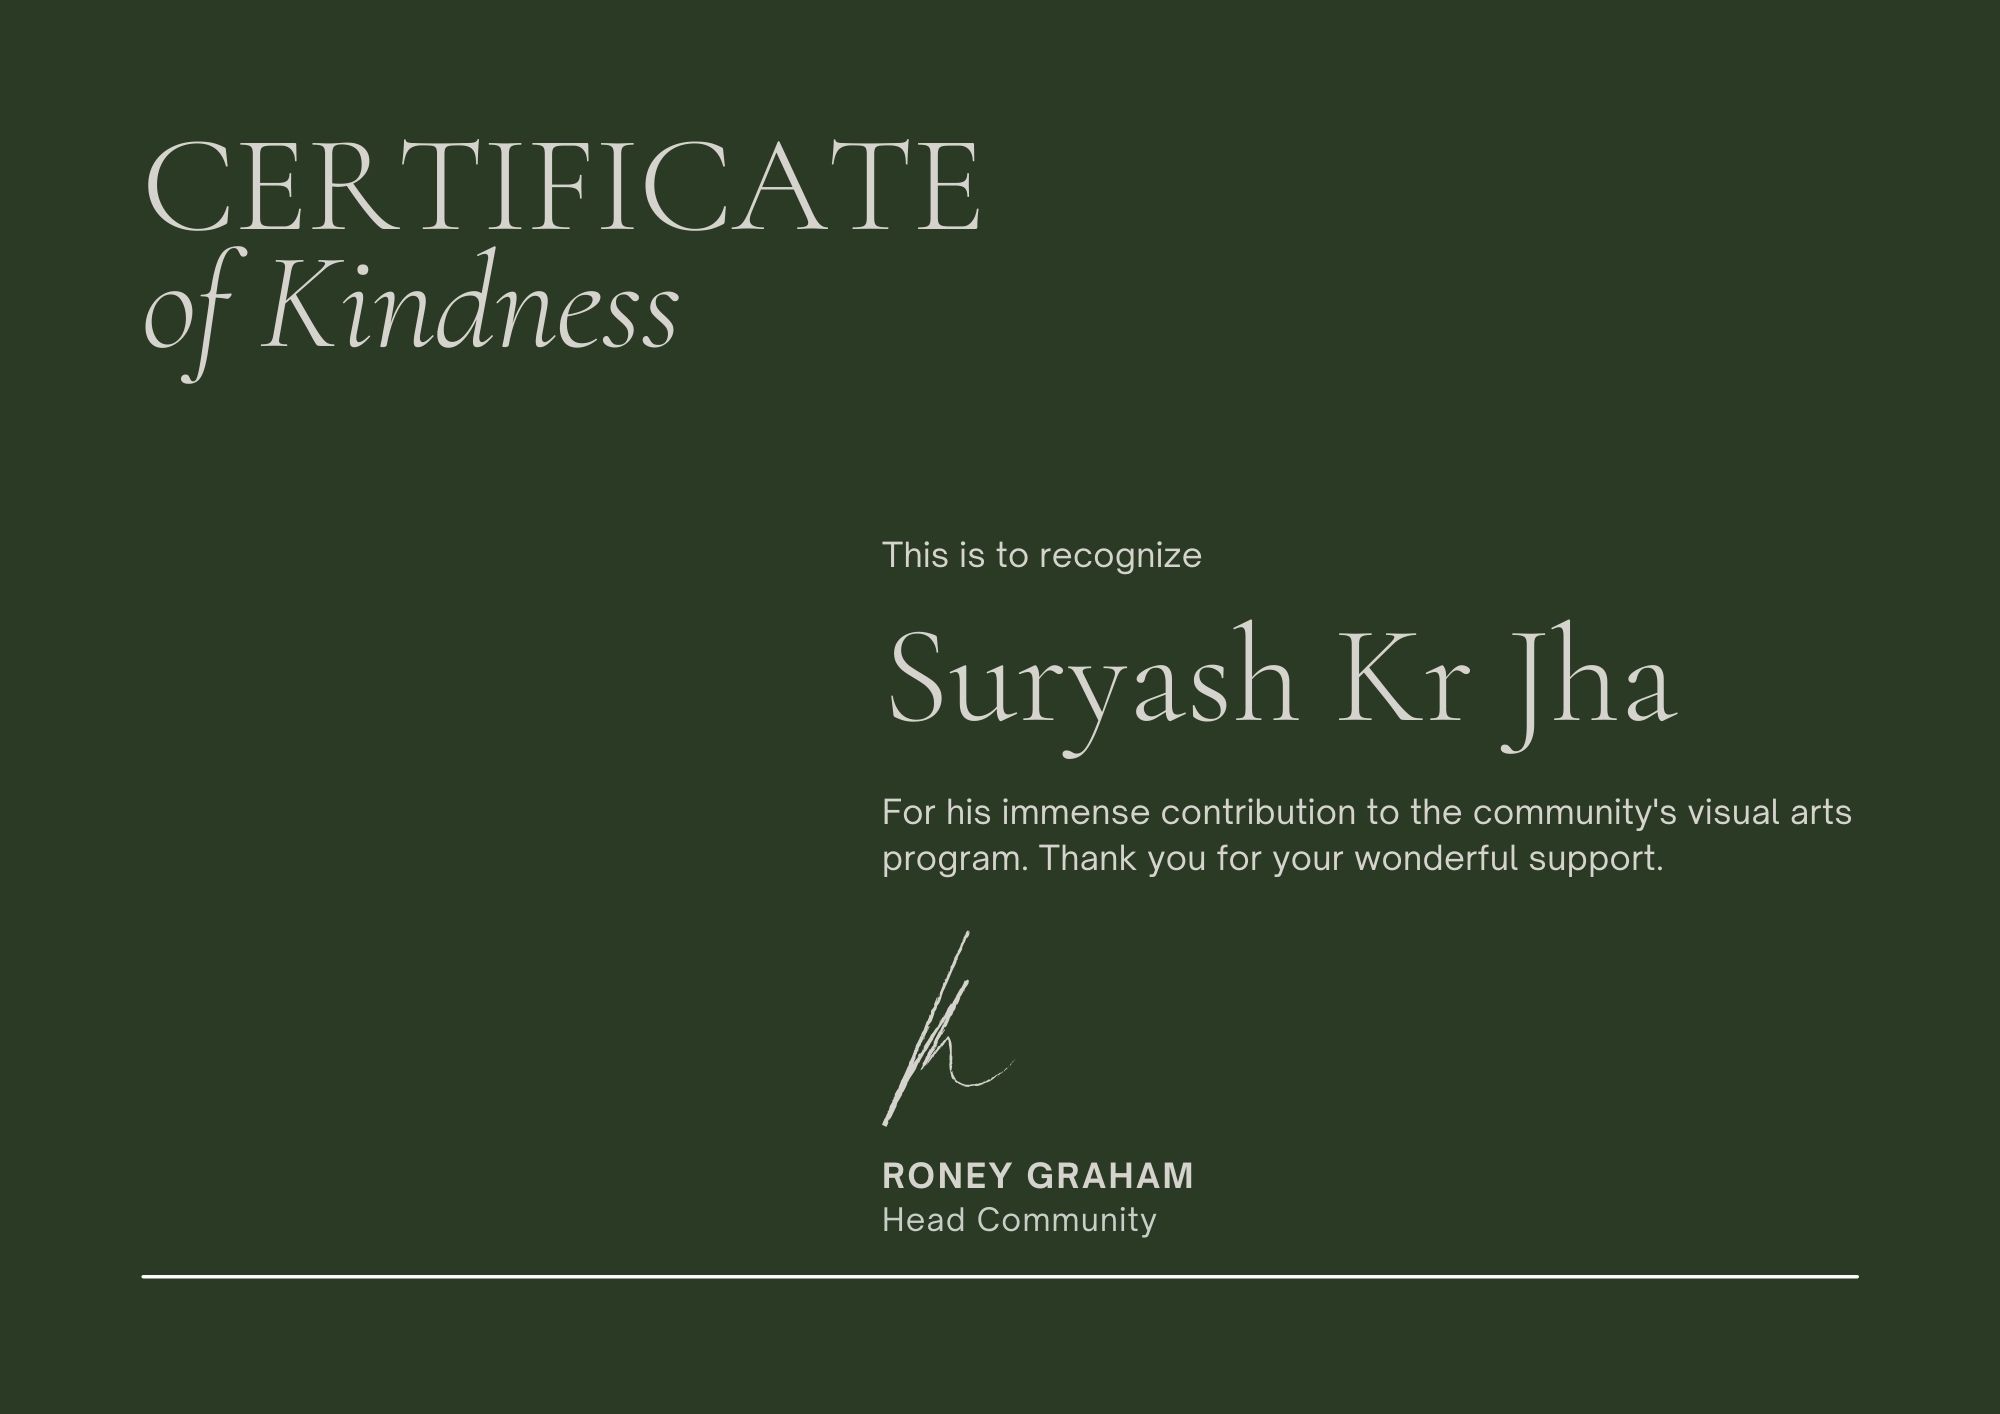 CERTIFICATE
of Kindness
This is to recognize
Suryash Kr Jha
For his immense contribution to the community's visual arts
program. Thank you for your wonderful support.
RONEY GRAHAM
Head Community